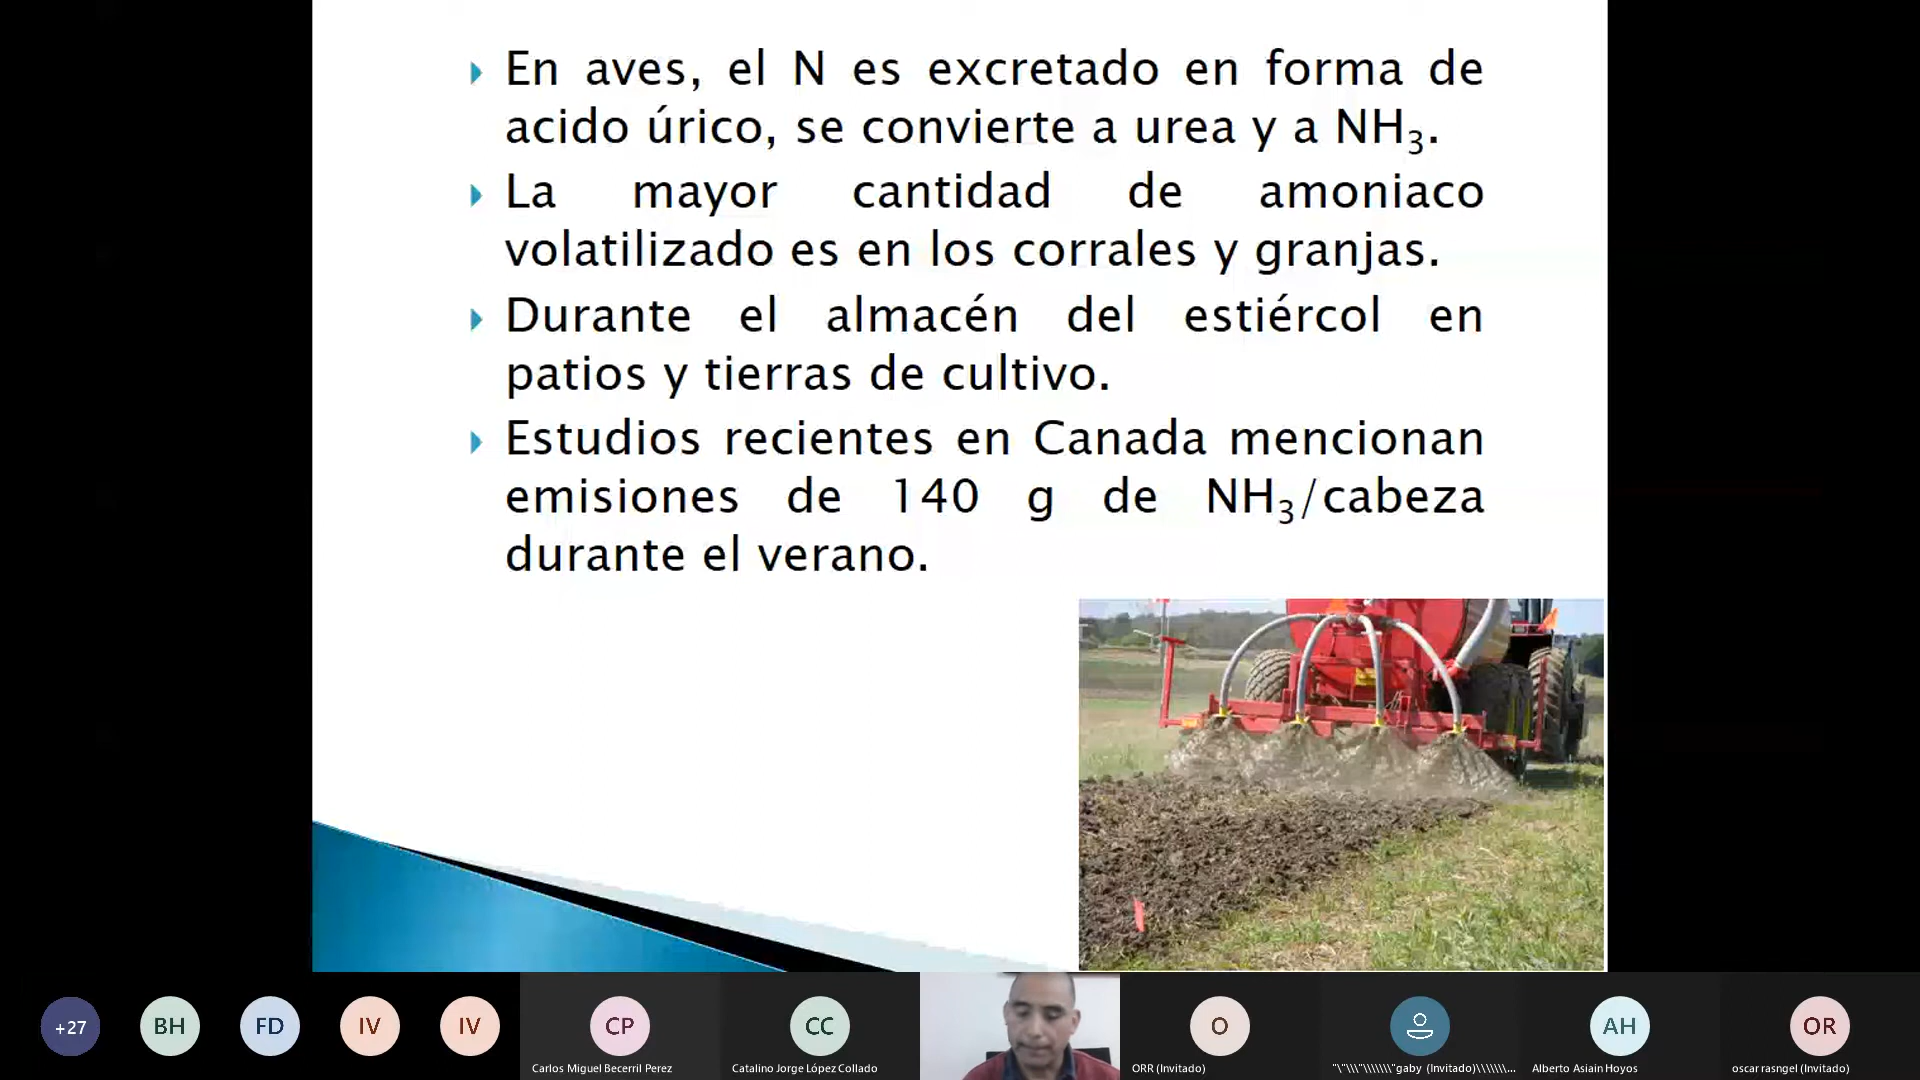 En aves, el N es excretado en forma de
acido úrico, se convierte a urea y a NH₃.
La mayor cantidad de amoniaco
volatilizado es en los corrales y granjas.
Durante el almacén del estiércol en
patios y tierras de cultivo.
Estudios recientes en Canada mencionan
emisiones de 140 g de NH₃/cabeza
durante el verano.
+27
BH
FD
IV
IV
CP
CC
O
AH
OR
Carlos Miguel Becerril Perez
Catalino Jorge López Collado
ORR (Invitado)
"\"\\\"\\\\\\\"gaby (Invitado)\\\\\\\...
Alberto Asiain Hoyos
oscar rasngel (Invitado)